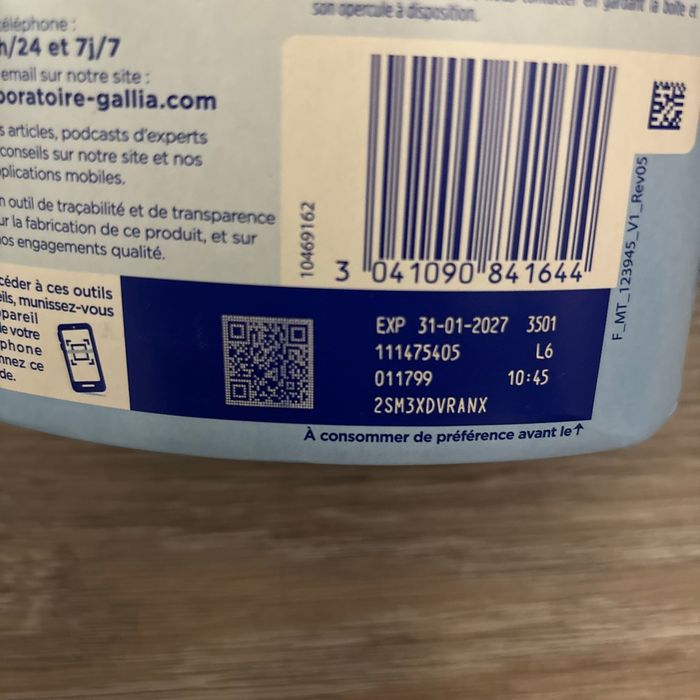 son opercule à disposition.
téléphone :
h/24 et 7j/7
email sur notre site :
boratoire-gallia.com
s articles, podcasts d'experts
conseils sur notre site et nos
plications mobiles.
n outil de traçabilité et de transparence
ur la fabrication de ce produit, et sur
nos engagements qualité.
céder à ces outils
eils, munissez-vous
pareil
de votre
phone
nnez ce
de.
10469162
3 041090 841644
F_MT_123945_V1_Rev05
EXP 31-01-2027 3501
111475405 L6
011799 10:45
2SM3XDVRANX
À consommer de préférence avant le↑